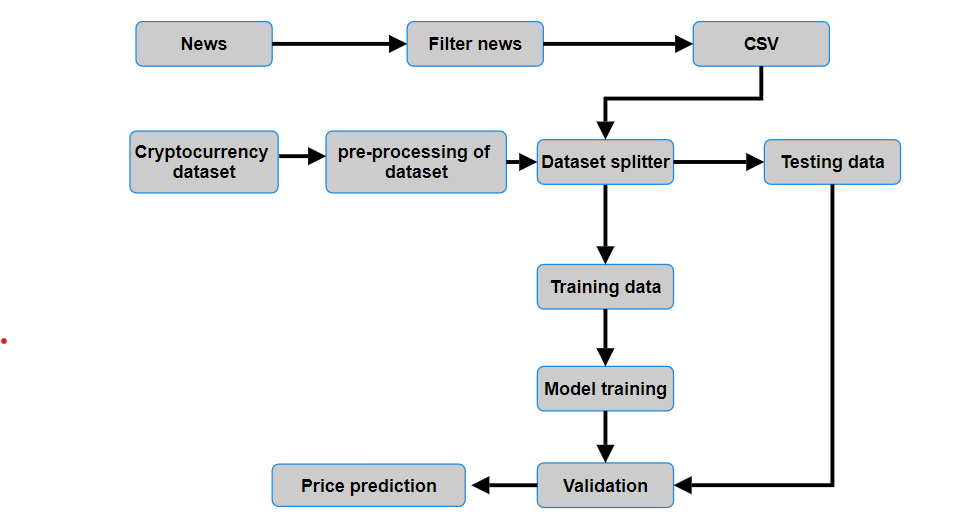 News
Filter news
CSV
Cryptocurrency
dataset
pre-processing of
dataset
Dataset splitter
Testing data
Training data
Model training
Price prediction
Validation